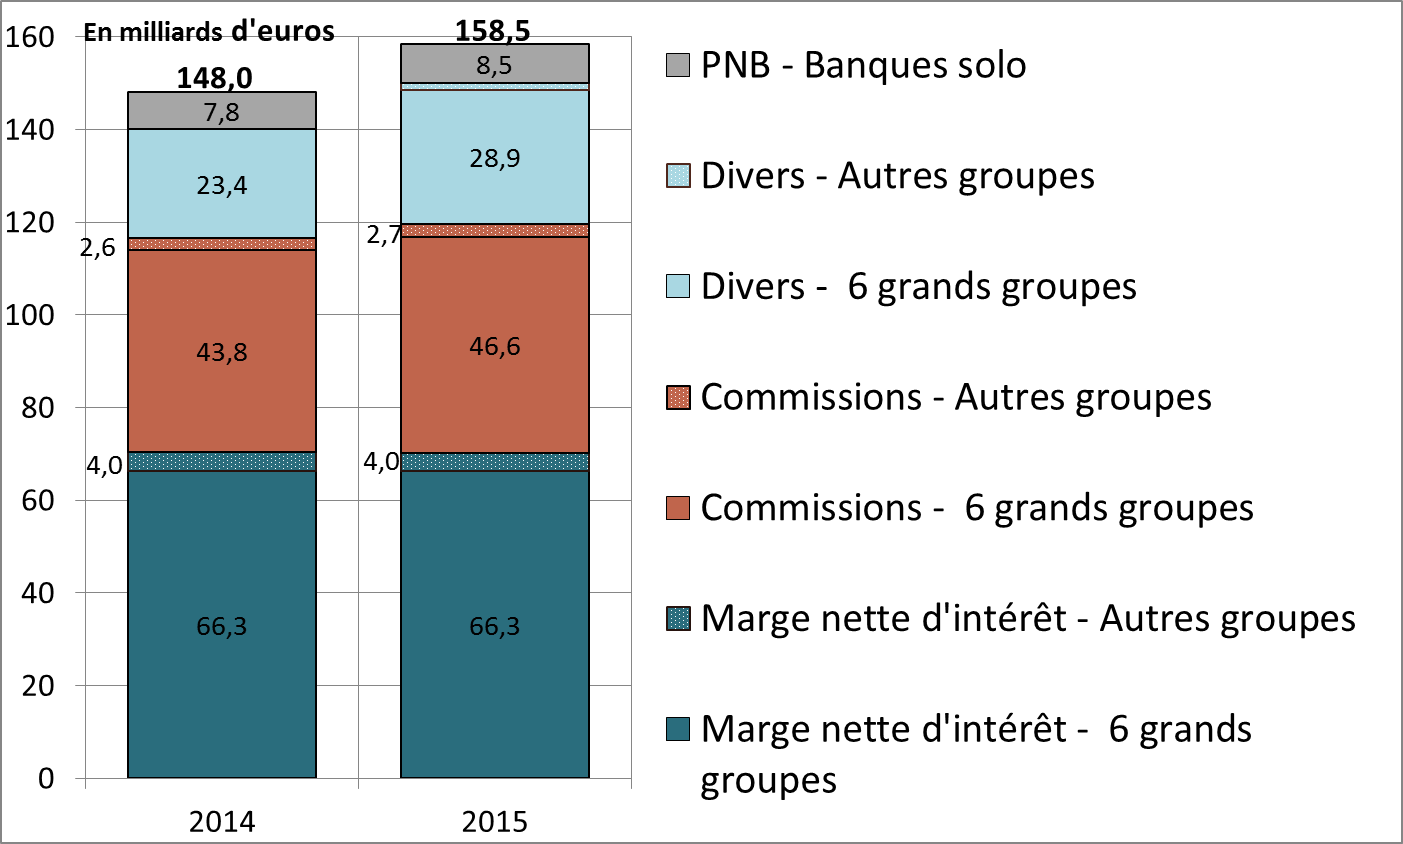 En milliards d'euros
160
140
120
100
80
60
40
20
0
148,0
7,8
23,4
2,6
43,8
4,0
66,3
2014
158,5
8,5
28,9
2,7
46,6
4,0
66,3
2015
PNB - Banques solo
Divers - Autres groupes
Divers - 6 grands groupes
Commissions - Autres groupes
Commissions - 6 grands groupes
Marge nette d'intérêt - Autres groupes
Marge nette d'intérêt - 6 grands
groupes